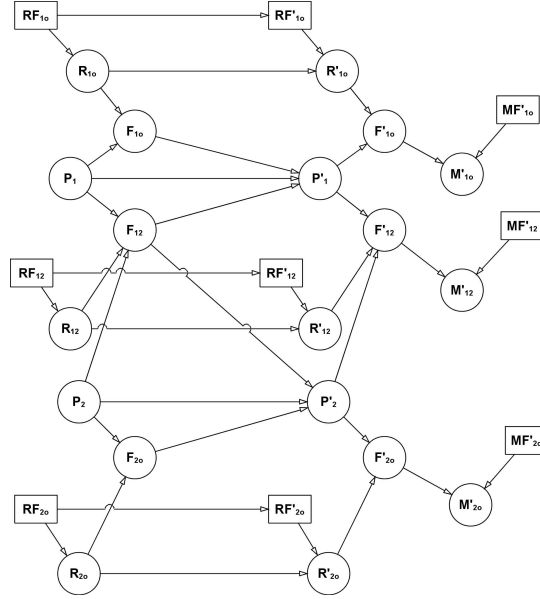 RF₁ₒ RF'₁ₒ
R₁ₒ R'₁ₒ
MF'₁ₒ
F₁ₒ F'₁ₒ
P₁ P'₁ M'₁ₒ
MF'₁₂
F₁₂ F'₁₂
RF₁₂ RF'₁₂
M'₁₂
R₁₂ R'₁₂
P₂ P'₂
MF'₂ₒ
F₂ₒ F'₂ₒ
RF₂ₒ RF'₂ₒ M'₂ₒ
R₂ₒ R'₂ₒ